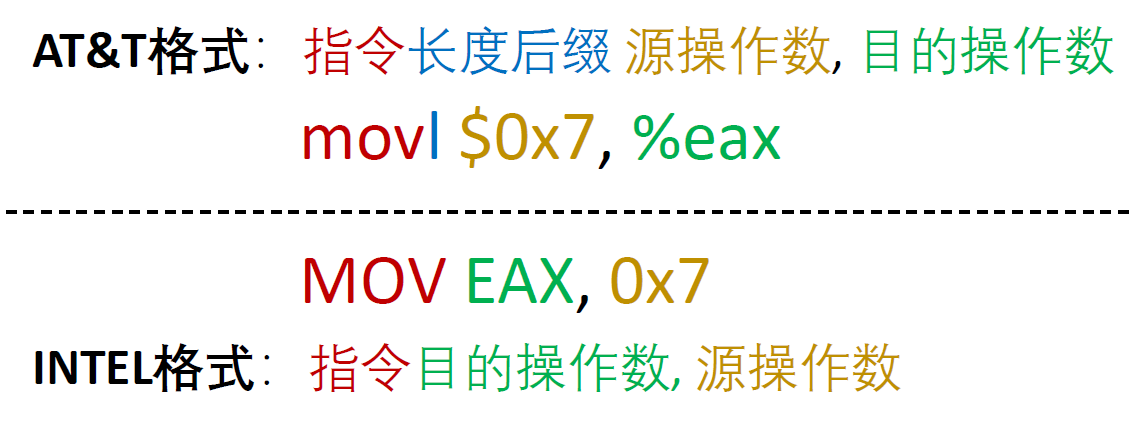 AT&T格式： 指令长度后缀 源操作数, 目的操作数
movl $0x7, %eax
MOV EAX, 0x7
INTEL格式： 指令目的操作数, 源操作数